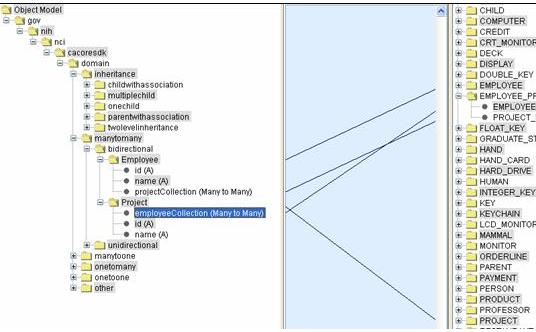 Object Model
gov
nih
nci
cacoresdk
domain
inheritance
childwithassociation
multiplechild
onechild
parentwithassociation
twolevelinheritance
manytomany
bidirectional
Employee
id (A)
name (A)
projectCollection (Many to Many)
Project
employeeCollection (Many to Many)
id (A)
name (A)
unidirectional
manytoone
onetomany
onetoone
other
CHILD
COMPUTER
CREDIT
CRT_MONITOR
DECK
DISPLAY
DOUBLE_KEY
EMPLOYEE
EMPLOYEE_PR
EMPLOYEE
PROJECT_
FLOAT_KEY
GRADUATE_ST
HAND
HAND_CARD
HARD_DRIVE
HUMAN
INTEGER_KEY
KEY
KEYCHAIN
LCD_MONITOR
MAMMAL
MONITOR
ORDERLINE
PARENT
PAYMENT
PERSON
PRODUCT
PROFESSOR
PROJECT